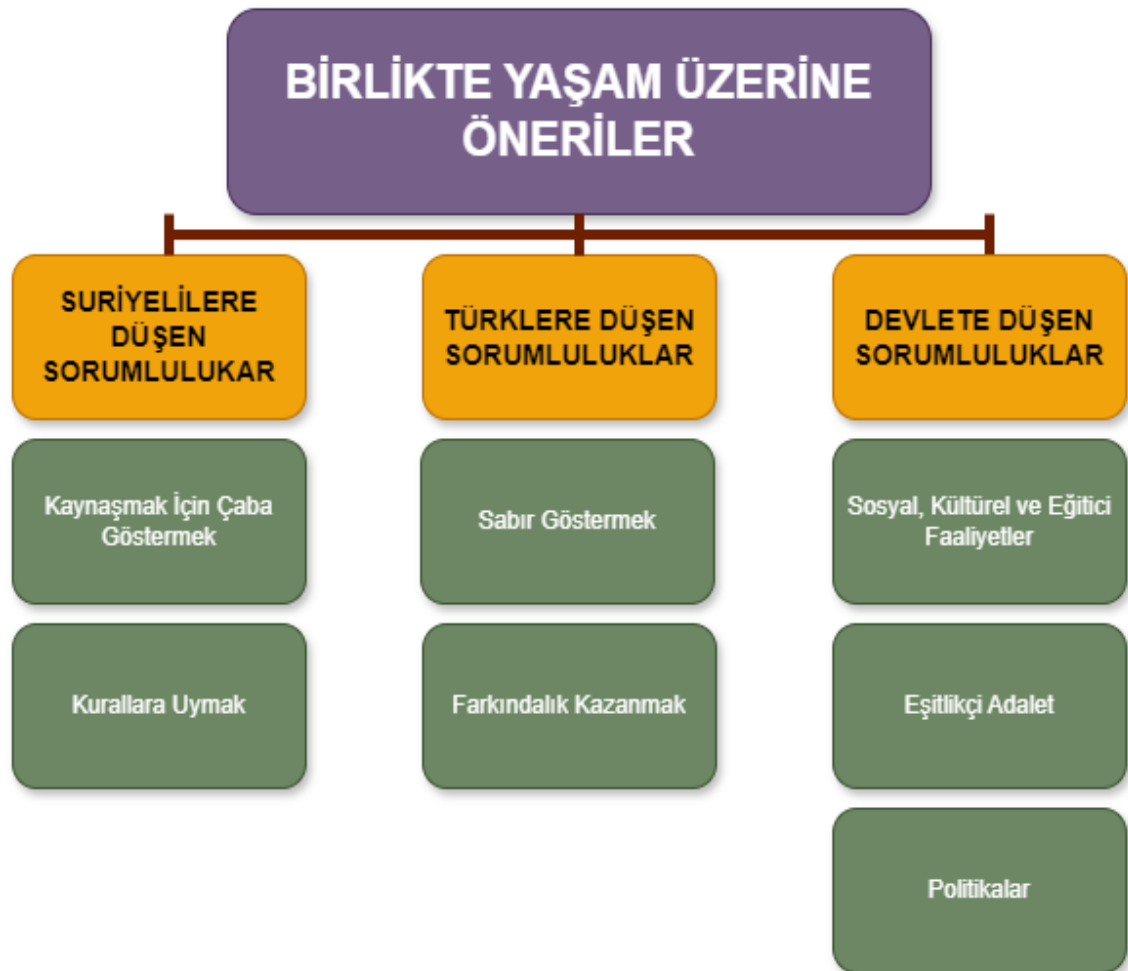 BİRLİKTE YAŞAM ÜZERİNE
ÖNERİLER
SURİYELİLERE
DÜŞEN
SORUMLULUKAR
Kaynaşmak İçin Çaba
Göstermek
Kurallara Uymak
TÜRKLERE DÜŞEN
SORUMLULUKLAR
Sabır Göstermek
Farkındalık Kazanmak
DEVLETE DÜŞEN
SORUMLULUKLAR
Sosyal, Kültürel ve Eğitici
Faaliyetler
Eşitlikçi Adalet
Politikalar